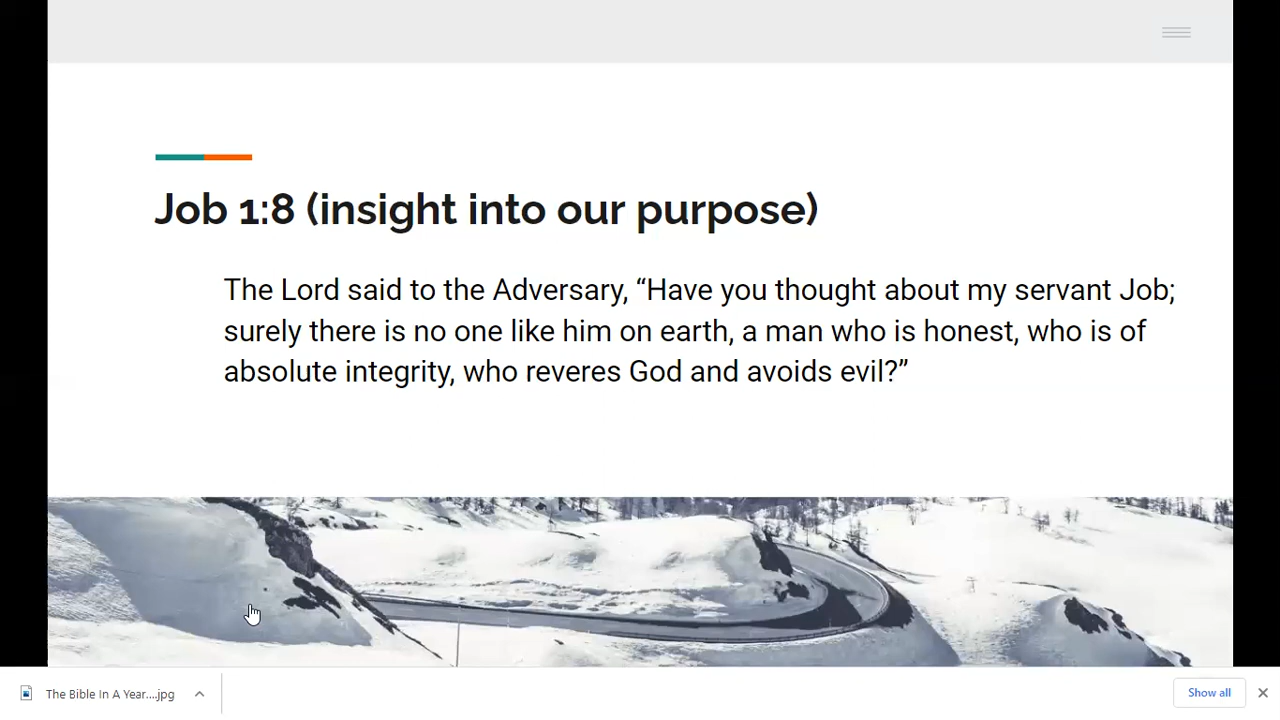 Job 1:8 (insight into our purpose)
The Lord said to the Adversary, “Have you thought about my servant Job;
surely there is no one like him on earth, a man who is honest, who is of
absolute integrity, who reveres God and avoids evil?”
The Bible In A Year....jpg
Show all